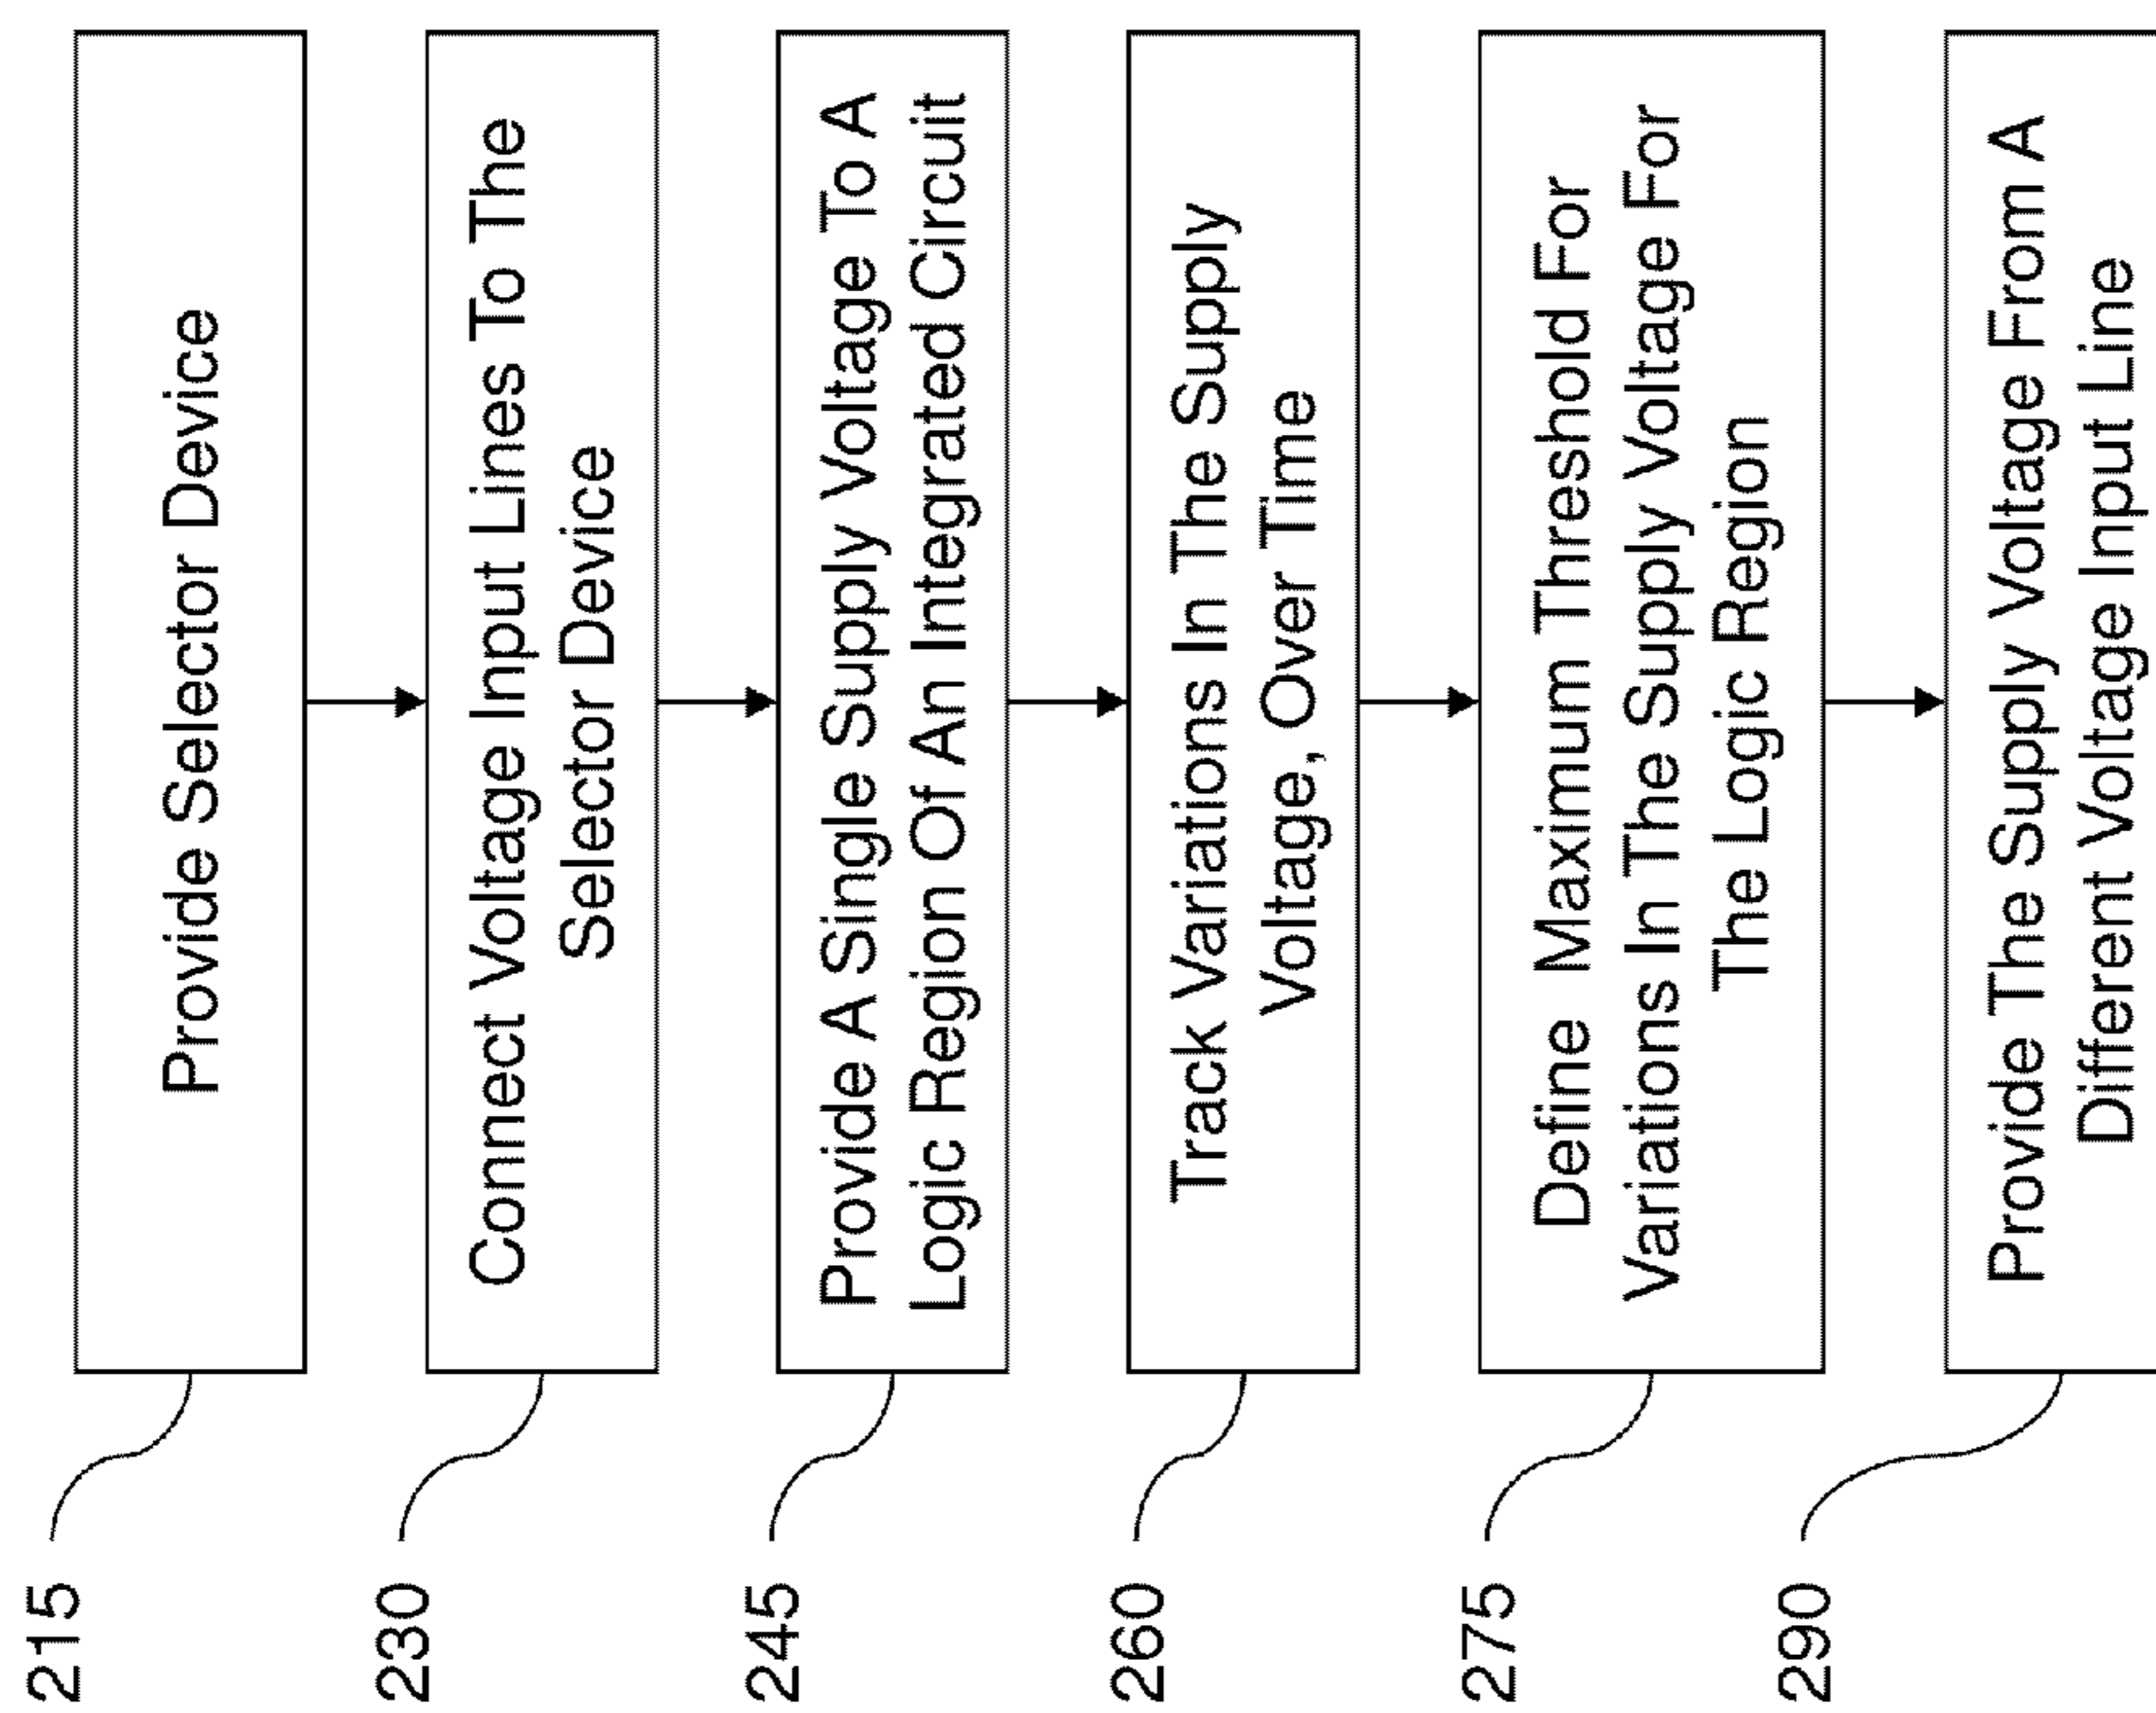 215
Provide Selector Device
230
Connect Voltage Input Lines To The
Selector Device
245
Provide A Single Supply Voltage To A
Logic Region Of An Integrated Circuit
260
Track Variations In The Supply
Voltage, Over Time
275
Define Maximum Threshold For
Variations In The Supply Voltage For
The Logic Region
290
Provide The Supply Voltage From A
Different Voltage Input Line